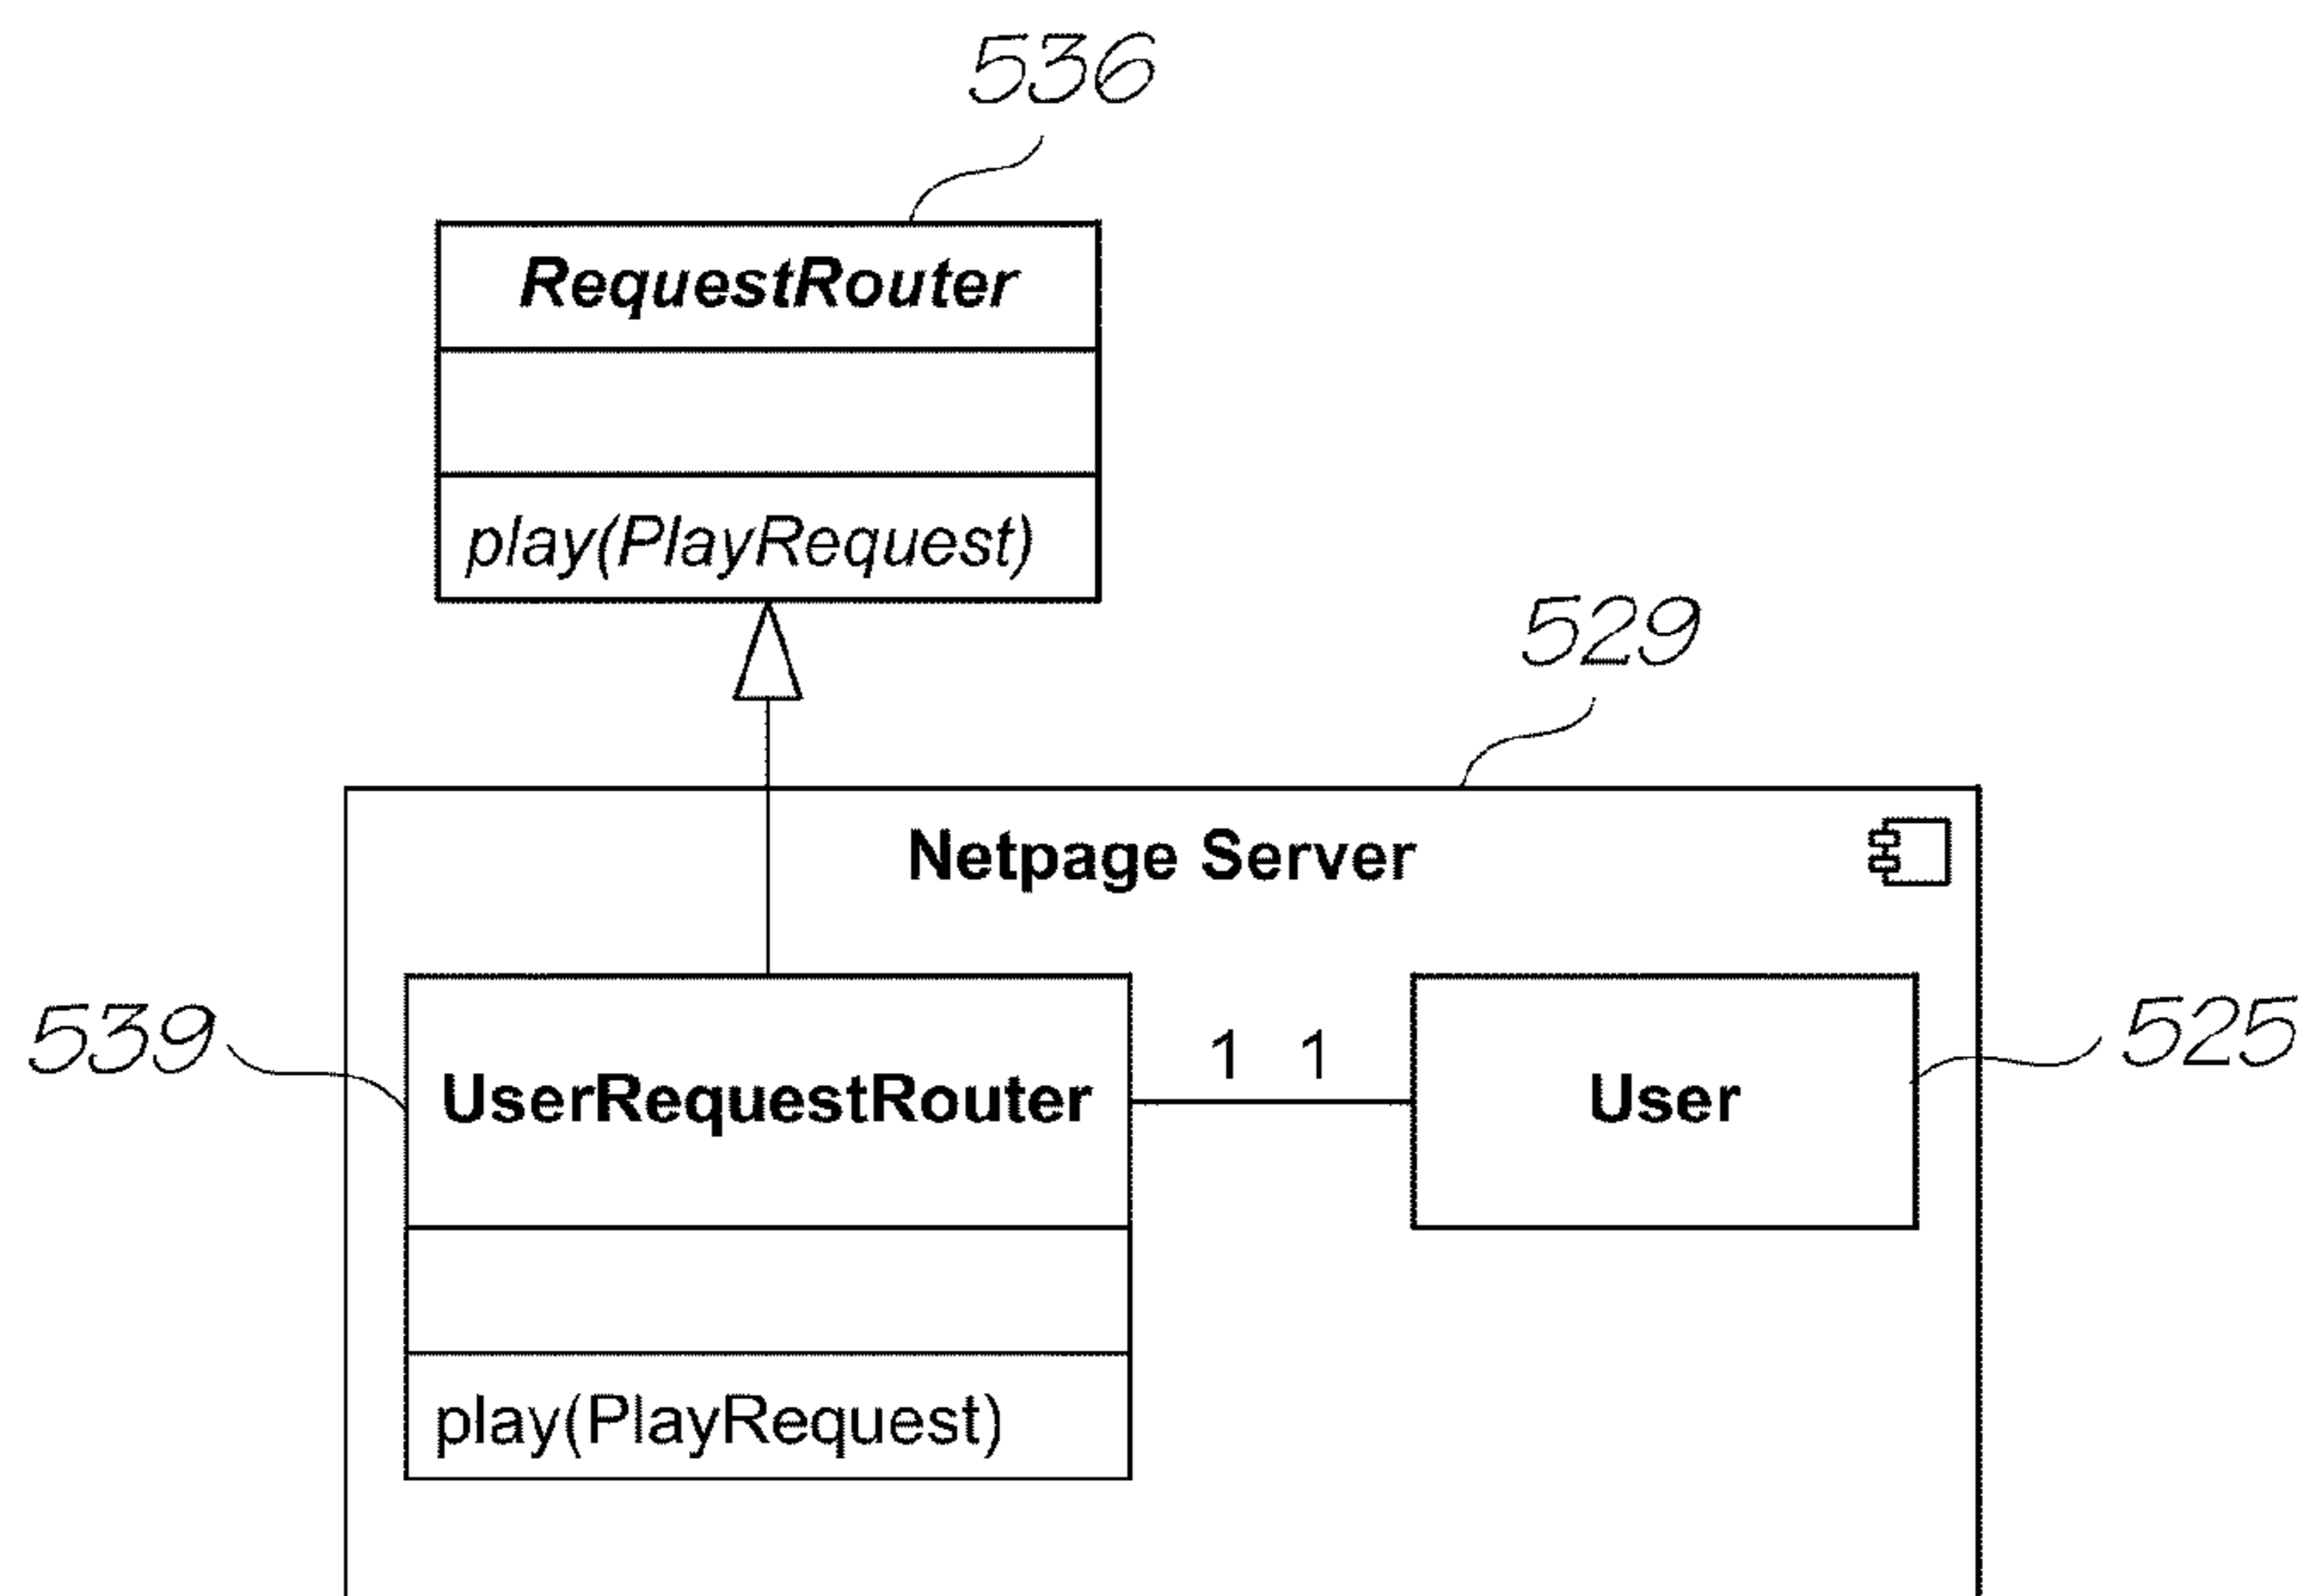 536
RequestRouter
play(PlayRequest)
529
Netpage Server
539
UserRequestRouter
1 1
User
525
play(PlayRequest)